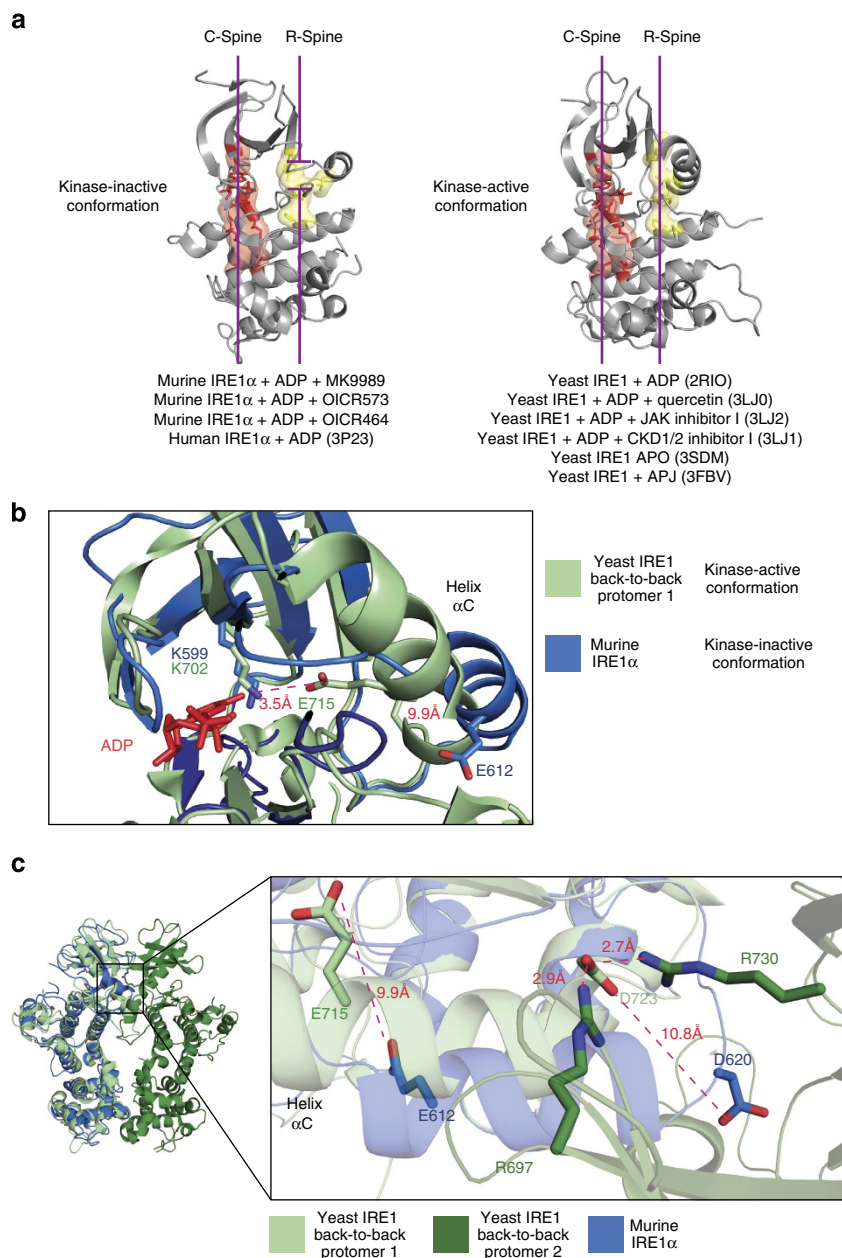 a
C-Spine R-Spine
C-Spine R-Spine
Kinase-inactive
conformation
Kinase-active
conformation
Murine IRE1α + ADP + MK9989
Murine IRE1α + ADP + OICR573
Murine IRE1α + ADP + OICR464
Human IRE1α + ADP (3P23)
Yeast IRE1 + ADP (2RIO)
Yeast IRE1 + ADP + quercetin (3LJ0)
Yeast IRE1 + ADP + JAK inhibitor I (3LJ2)
Yeast IRE1 + ADP + CKD1/2 inhibitor I (3LJ1)
Yeast IRE1 APO (3SDM)
Yeast IRE1 + APJ (3FBV)
b
Helix
αC
K599
K702
3.5Å
E715
9.9Å
ADP
E612
Yeast IRE1
back-to-back
protomer 1
Kinase-active
conformation
Murine
IRE1α
Kinase-inactive
conformation
c
E715
9.9Å
Helix
αC
E612
2.7Å
2.9Å
R730
D723
10.8Å
D620
R697
Yeast IRE1
back-to-back
protomer 1
Yeast IRE1
back-to-back
protomer 2
Murine
IRE1α